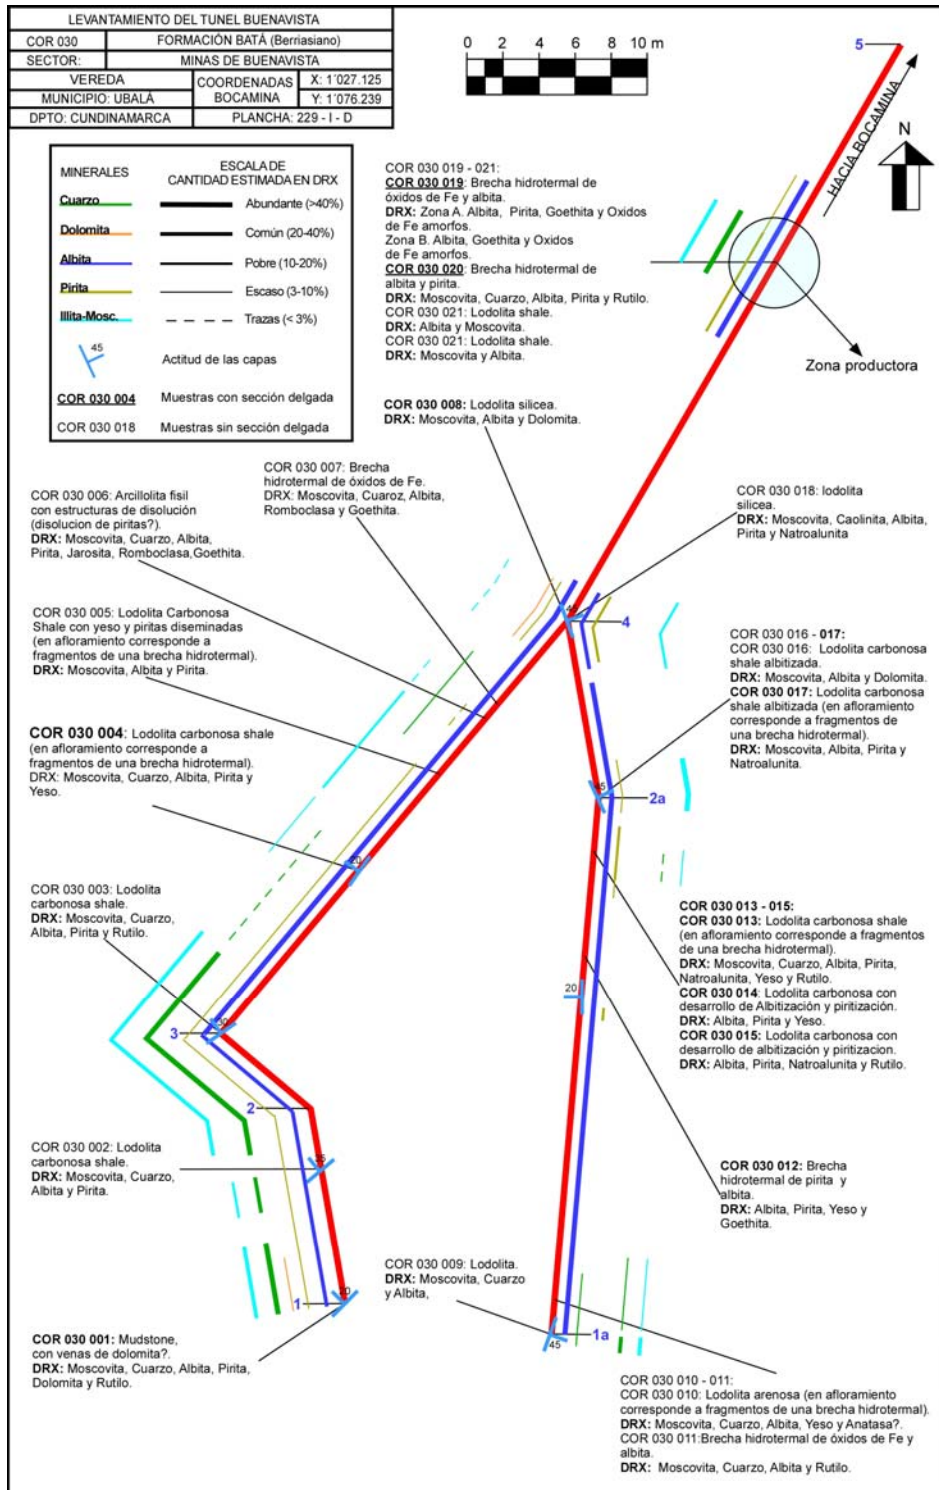 LEVANTAMIENTO DEL TUNEL BUENAVISTA
COR 030
FORMACIÓN BATÁ (Berriasiano)
SECTOR:
MINAS DE BUENAVISTA
VEREDA
MUNICIPIO: UBALÁ
COORDENADAS
BOCAMINA
X: 1´027.125
Y: 1´076.239
DPTO: CUNDINAMARCA
PLANCHA: 229 - I - D
0 2 4 6 8 10 m
5
HACIA BOCAMINA
N
Zona productora
MINERALES
ESCALA DE
CANTIDAD ESTIMADA EN DRX
Cuarzo
Abundante (>40%)
Dolomita
Común (20-40%)
Albita
Pobre (10-20%)
Pirita
Escaso (3-10%)
Illita-Mosc.
Trazas (< 3%)
45
Actitud de las capas
COR 030 004
Muestras con sección delgada
COR 030 018
Muestras sin sección delgada
COR 030 019 - 021:
COR 030 019: Brecha hidrotermal de
óxidos de Fe y albita.
DRX: Zona A. Albita, Pirita, Goethita y Oxidos
de Fe amorfos.
Zona B. Albita, Goethita y Oxidos
de Fe amorfos.
COR 030 020: Brecha hidrotermal de
albita y pirita.
DRX: Moscovita, Cuarzo, Albita, Pirita y Rutilo.
COR 030 021: Lodolita shale.
DRX: Albita y Moscovita.
COR 030 021: Lodolita shale.
DRX: Moscovita y Albita.
COR 030 008: Lodolita silicea.
DRX: Moscovita, Albita y Dolomita.
COR 030 007: Brecha
hidrotermal de óxidos de Fe.
DRX: Moscovita, Cuaroz, Albita,
Romboclasa y Goethita.
COR 030 006: Arcillolita fisil
con estructuras de disolución
(disolucion de piritas?).
DRX: Moscovita, Cuarzo, Albita,
Pirita, Jarosita, Romboclasa,Goethita.
COR 030 018: lodolita
silicea.
DRX: Moscovita, Caolinita, Albita,
Pirita y Natroalunita
45
4
COR 030 005: Lodolita Carbonosa
Shale con yeso y piritas diseminadas
(en afloramiento corresponde a
fragmentos de una brecha hidrotermal).
DRX: Moscovita, Albita y Pirita.
COR 030 016 - 017:
COR 030 016: Lodolita carbonosa
shale albitizada.
DRX: Moscovita, Albita y Dolomita.
COR 030 017: Lodolita carbonosa
shale albitizada (en afloramiento
corresponde a fragmentos de
una brecha hidrotermal).
DRX: Moscovita, Albita, Pirita y
Natroalunita.
COR 030 004: Lodolita carbonosa shale
(en afloramiento corresponde a
fragmentos de una brecha hidrotermal).
DRX: Moscovita, Cuarzo, Albita, Pirita y
Yeso.
2a
20
COR 030 003: Lodolita
carbonosa shale.
DRX: Moscovita, Cuarzo,
Albita, Pirita y Rutilo.
COR 030 013 - 015:
COR 030 013: Lodolita carbonosa shale
(en afloramiento corresponde a fragmentos
de una brecha hidrotermal).
DRX: Moscovita, Cuarzo, Albita, Pirita,
Natroalunita, Yeso y Rutilo.
COR 030 014: Lodolita carbonosa con
desarrollo de Albitización y piritización.
DRX: Albita, Pirita y Yeso.
COR 030 015: Lodolita carbonosa con
desarrollo de albitización y piritizacion.
DRX: Albita, Pirita, Natroalunita y Rutilo.
20
3
30
2
COR 030 002: Lodolita
carbonosa shale.
DRX: Moscovita, Cuarzo,
Albita y Pirita.
35
COR 030 012: Brecha
hidrotermal de pirita y
albita.
DRX: Albita, Pirita, Yeso y
Goethita.
COR 030 009: Lodolita.
DRX: Moscovita, Cuarzo
y Albita,
1
20
1a
45
COR 030 001: Mudstone,
con venas de dolomita?.
DRX: Moscovita, Cuarzo, Albita, Pirita,
Dolomita y Rutilo.
COR 030 010 - 011:
COR 030 010: Lodolita arenosa (en afloramiento
corresponde a fragmentos de una brecha hidrotermal).
DRX: Moscovita, Cuarzo, Albita, Yeso y Anatasa?.
COR 030 011:Brecha hidrotermal de óxidos de Fe y
albita.
DRX: Moscovita, Cuarzo, Albita y Rutilo.